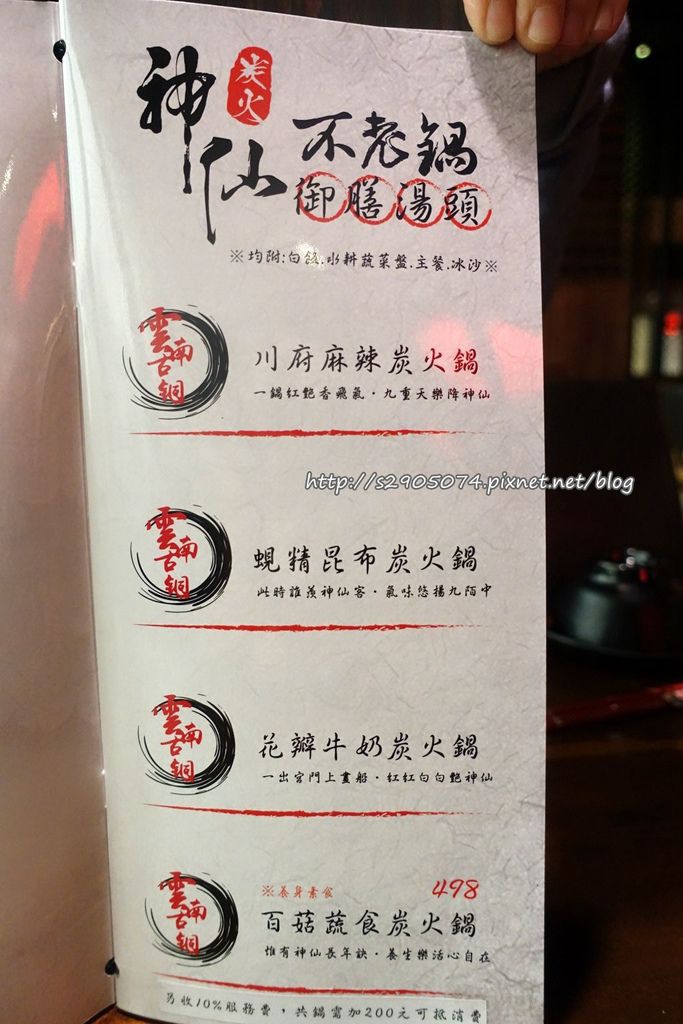 神仙
炭火
不老鍋
御膳湯頭
※均附:白飯.水耕蔬菜盤.主餐.冰沙※
雲南古銅
川府麻辣炭火鍋
一鍋紅艷香飛氣·九重天樂降神仙
http://s2905074.pixnet.net/blog
雲南古銅
蜆精昆布炭火鍋
此時誰羨神仙客·氣味悠揚九陌中
雲南古銅
花瓣牛奶炭火鍋
一出宮門上畫船·紅紅白白艷神仙
雲南古銅
※養身素食
498
百菇蔬食炭火鍋
惟有神仙長年訣·養生樂活心自在
另收10%服務費，共鍋需加200元可抵消費